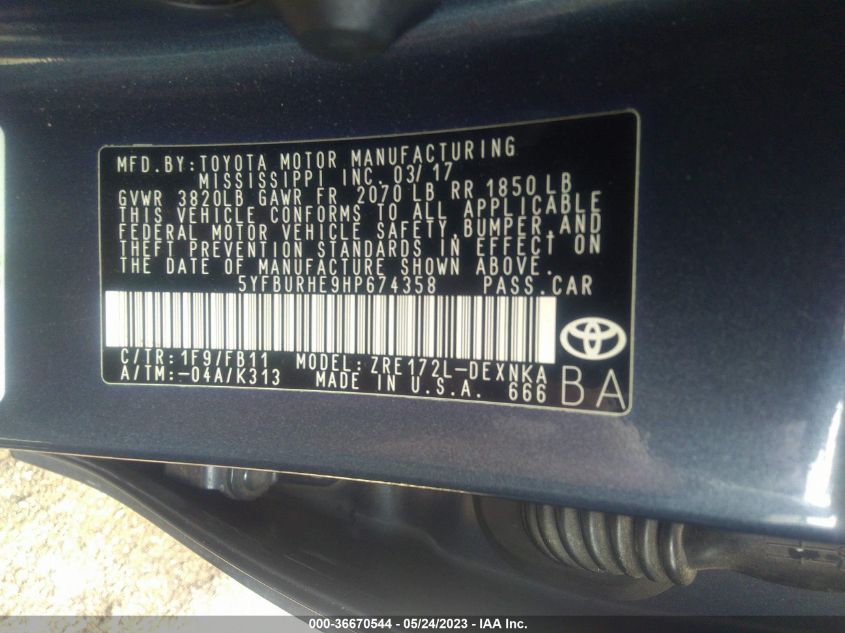 MFD.BY:TOYOTA MOTOR MANUFACTURING
MISSISSIPPI INC. 03/17
GVWR 3820LB GAWR FR 2070 LB RR 1850 LB
THIS VEHICLE CONFORMS TO ALL APPLICABLE
FEDERAL MOTOR VEHICLE SAFETY,BUMPER,AND
THEFT PREVENTION STANDARDS IN EFFECT ON
THE DATE OF MANUFACTURE SHOWN ABOVE.
5YFBURHE9HP674358 PASS.CAR
C/TR:1F9/FB11 MODEL:ZRE172L-DEXNKA
A/TM:-04A/K313 MADE IN U.S.A. 666
BA
000-36670544 - 05/24/2023 - IAA Inc.